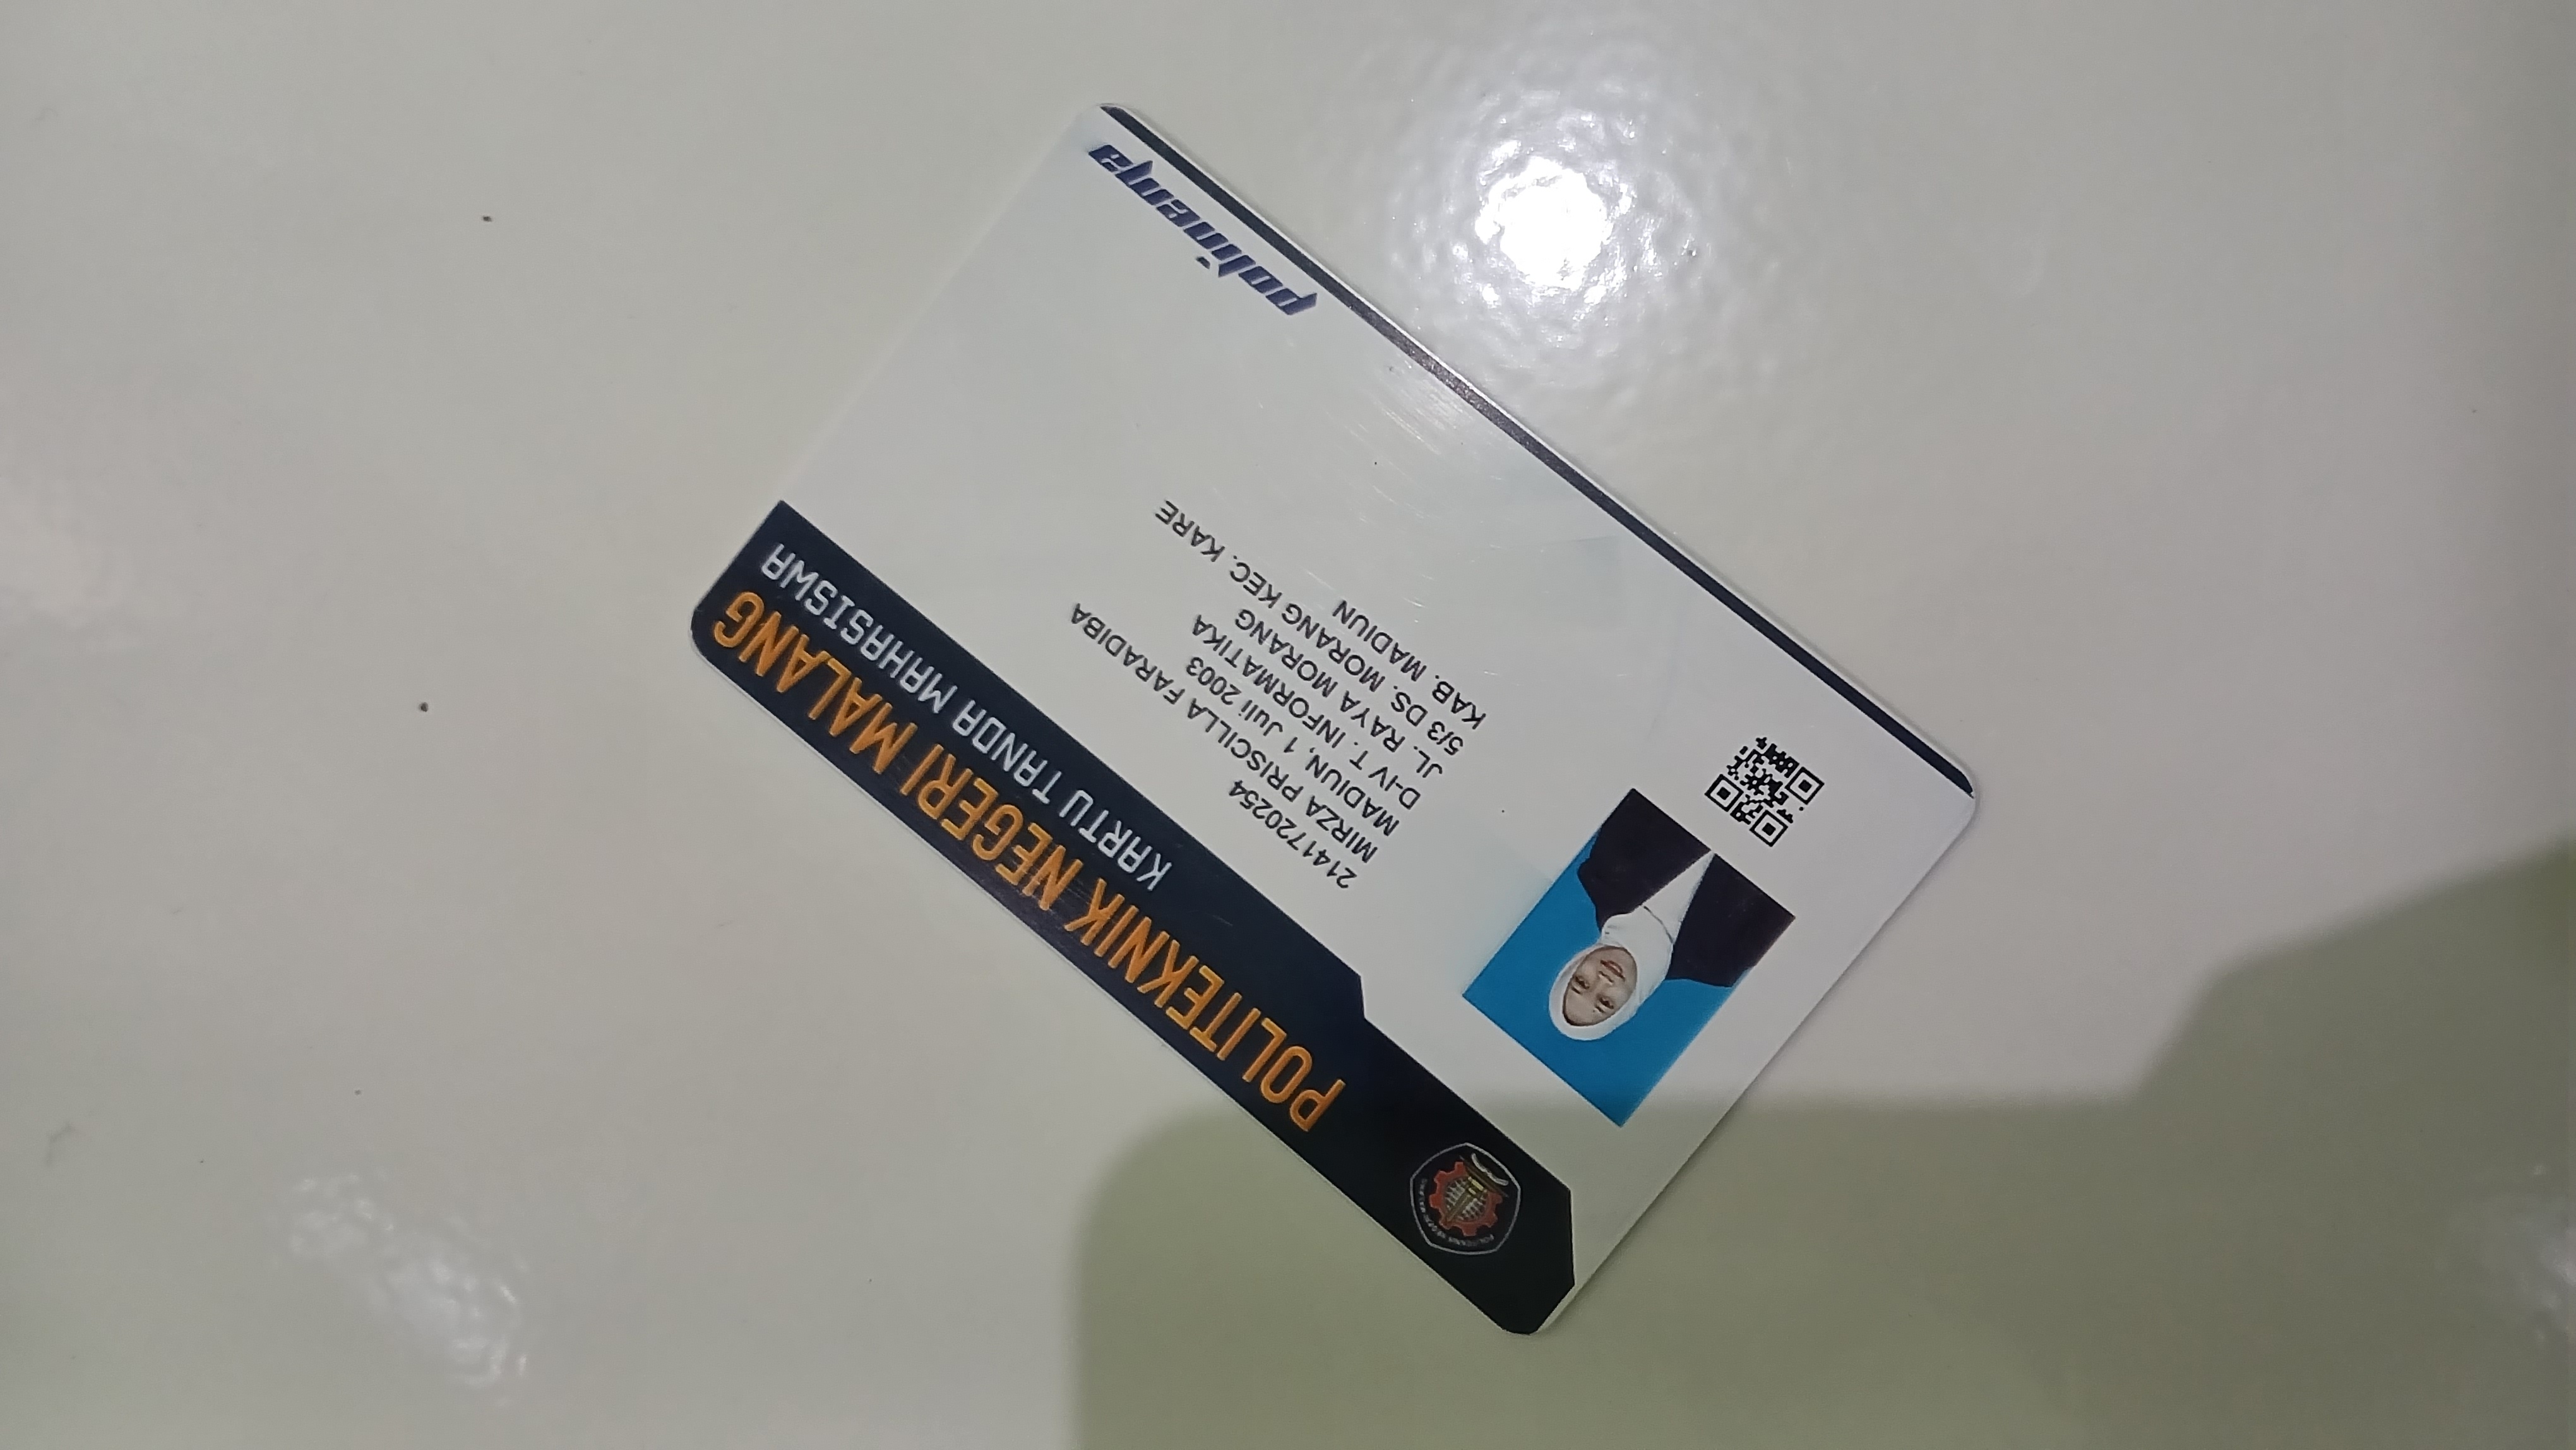 POLITEKNIK NEGERI MALANG
KARTU TANDA MAHASISWA
2141720254
MIRZA PRISCILLA FARADIBA
MADIUN, 1 Juli 2003
D-IV T. INFORMATIKA
JL. RAYA MORANG
5/3 DS. MORANG KEC. KARE
KAB. MADIUN
polinema